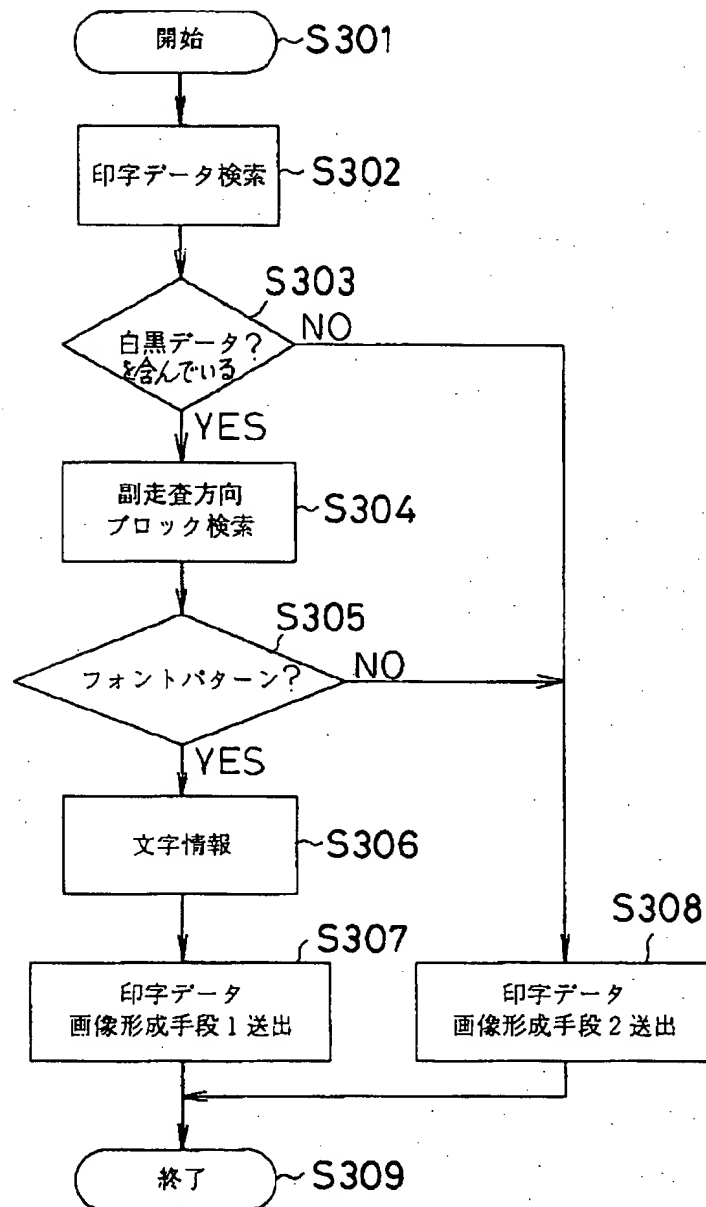 開始
S301
印字データ検索
S302
S303
白黒データ?
を含んでいる
NO
YES
副走査方向
ブロック検索
S304
S305
フォントパターン?
NO
YES
文字情報
S306
S307
印字データ
画像形成手段1送出
S308
印字データ
画像形成手段2送出
終了
S309